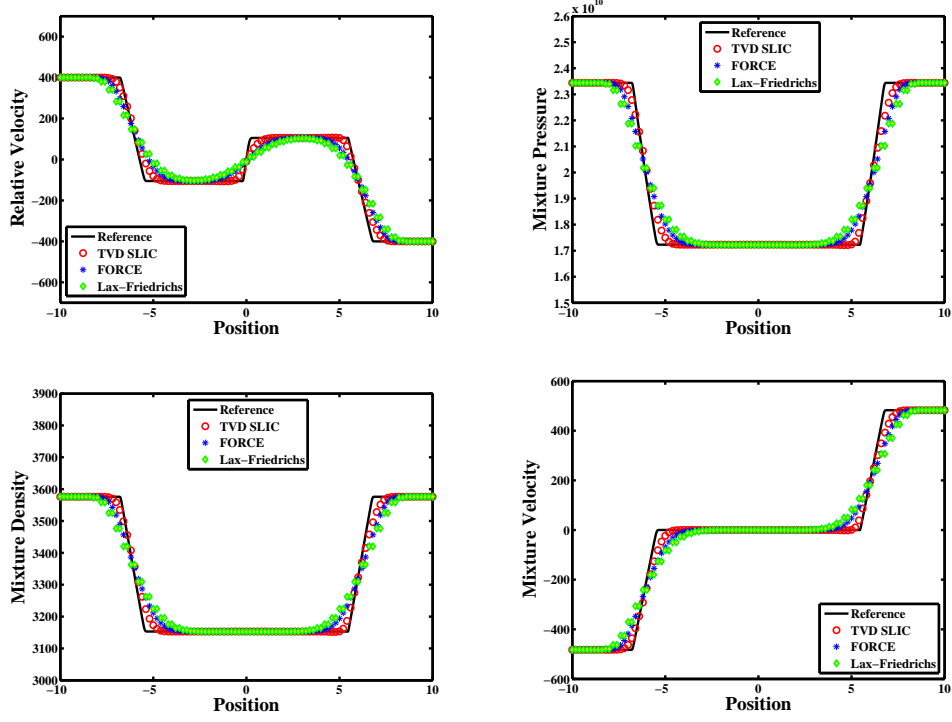 600
400
200
0
−200
−400
−600
Relative Velocity
Reference
TVD SLIC
FORCE
Lax−Friedrichs
−10
−5
0
5
10
Position
x 10¹⁰
2.6
2.5
2.4
2.3
2.2
2.1
2
1.9
1.8
1.7
1.6
1.5
Mixture Pressure
Reference
TVD SLIC
FORCE
Lax−Friedrichs
−10
−5
0
5
10
Position
3900
3800
3700
3600
3500
3400
3300
3200
3100
3000
Mixture Density
Reference
TVD SLIC
FORCE
Lax−Friedrichs
−10
−5
0
5
10
Position
600
400
200
0
−200
−400
−600
Mixture Velocity
Reference
TVD SLIC
FORCE
Lax−Friedrichs
−10
−5
0
5
10
Position